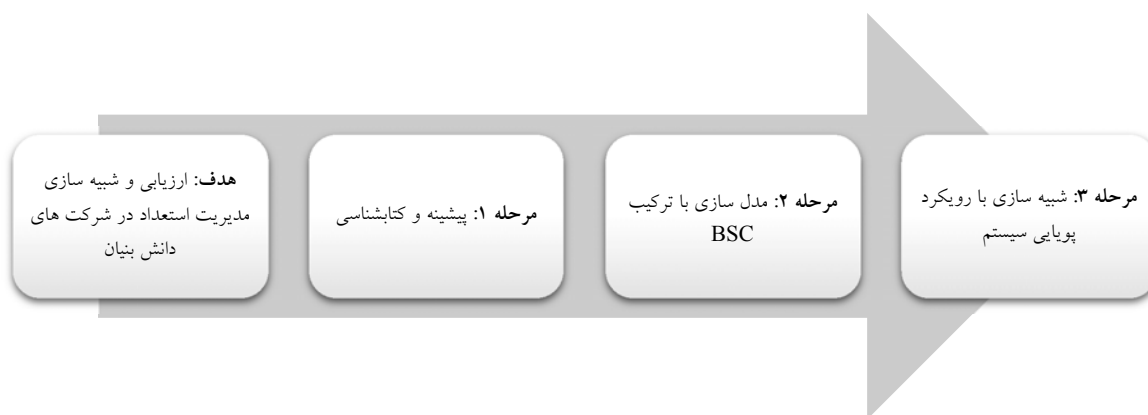 هدف: ارزیابی و شبیه سازی
مدیریت استعداد در شرکت های
دانش بنیان
مرحله ۱: پیشینه و کتابشناسی
مرحله ۲: مدل سازی با ترکیب
BSC
مرحله ۳: شبیه سازی با رویکرد
پویایی سیستم